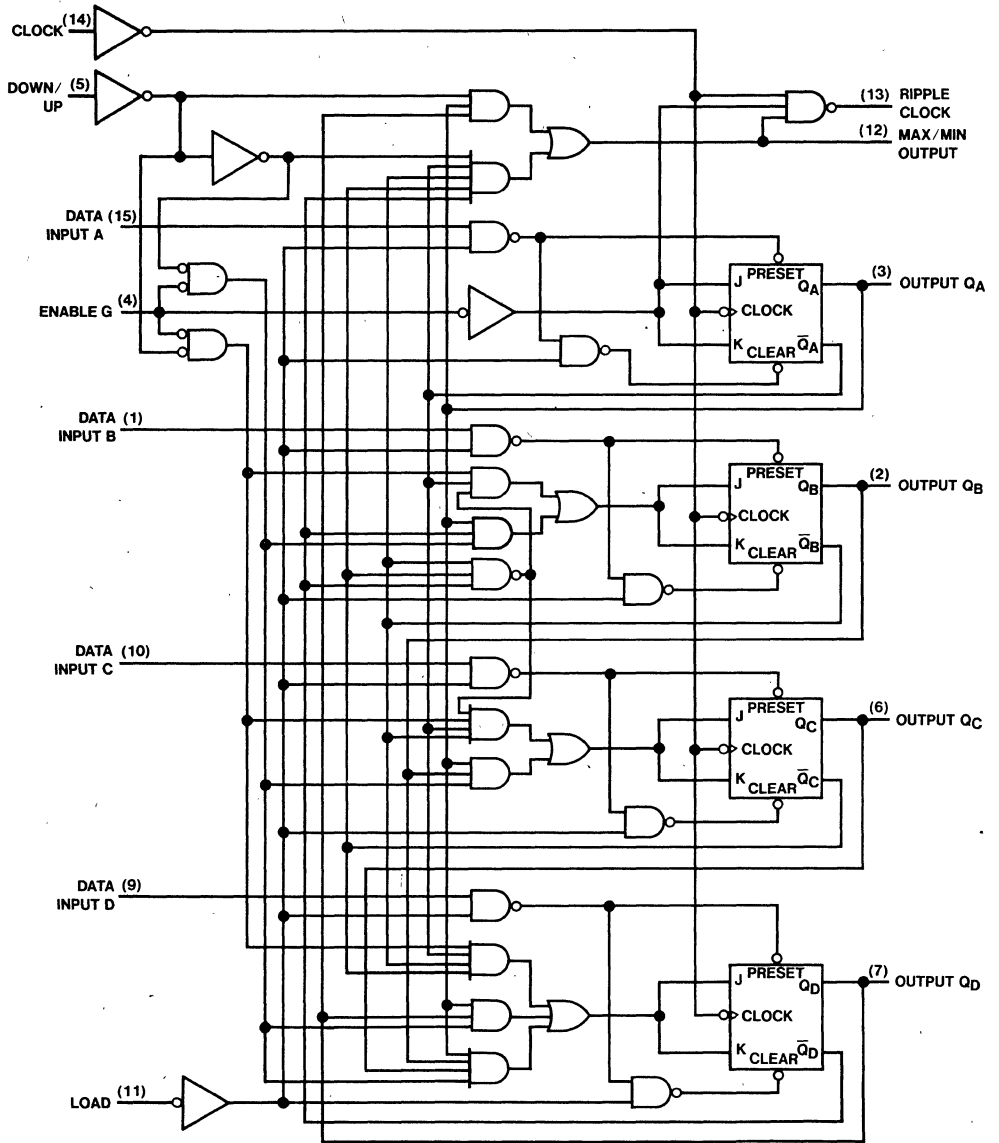 CLOCK (14)
DOWN/ (5)
UP
(13) RIPPLE
CLOCK
(12) MAX/MIN
OUTPUT
DATA (15)
INPUT A
PRESET
J QA (3) OUTPUT QA
ENABLE G (4)
CLOCK
K CLEAR Q̅A
DATA (1)
INPUT B
PRESET
J QB (2) OUTPUT QB
CLOCK
K CLEAR Q̅B
DATA (10)
INPUT C
PRESET
J QC (6) OUTPUT QC
CLOCK
K CLEAR Q̅C
DATA (9)
INPUT D
PRESET
J QD (7) OUTPUT QD
CLOCK
K CLEAR Q̅D
LOAD (11)